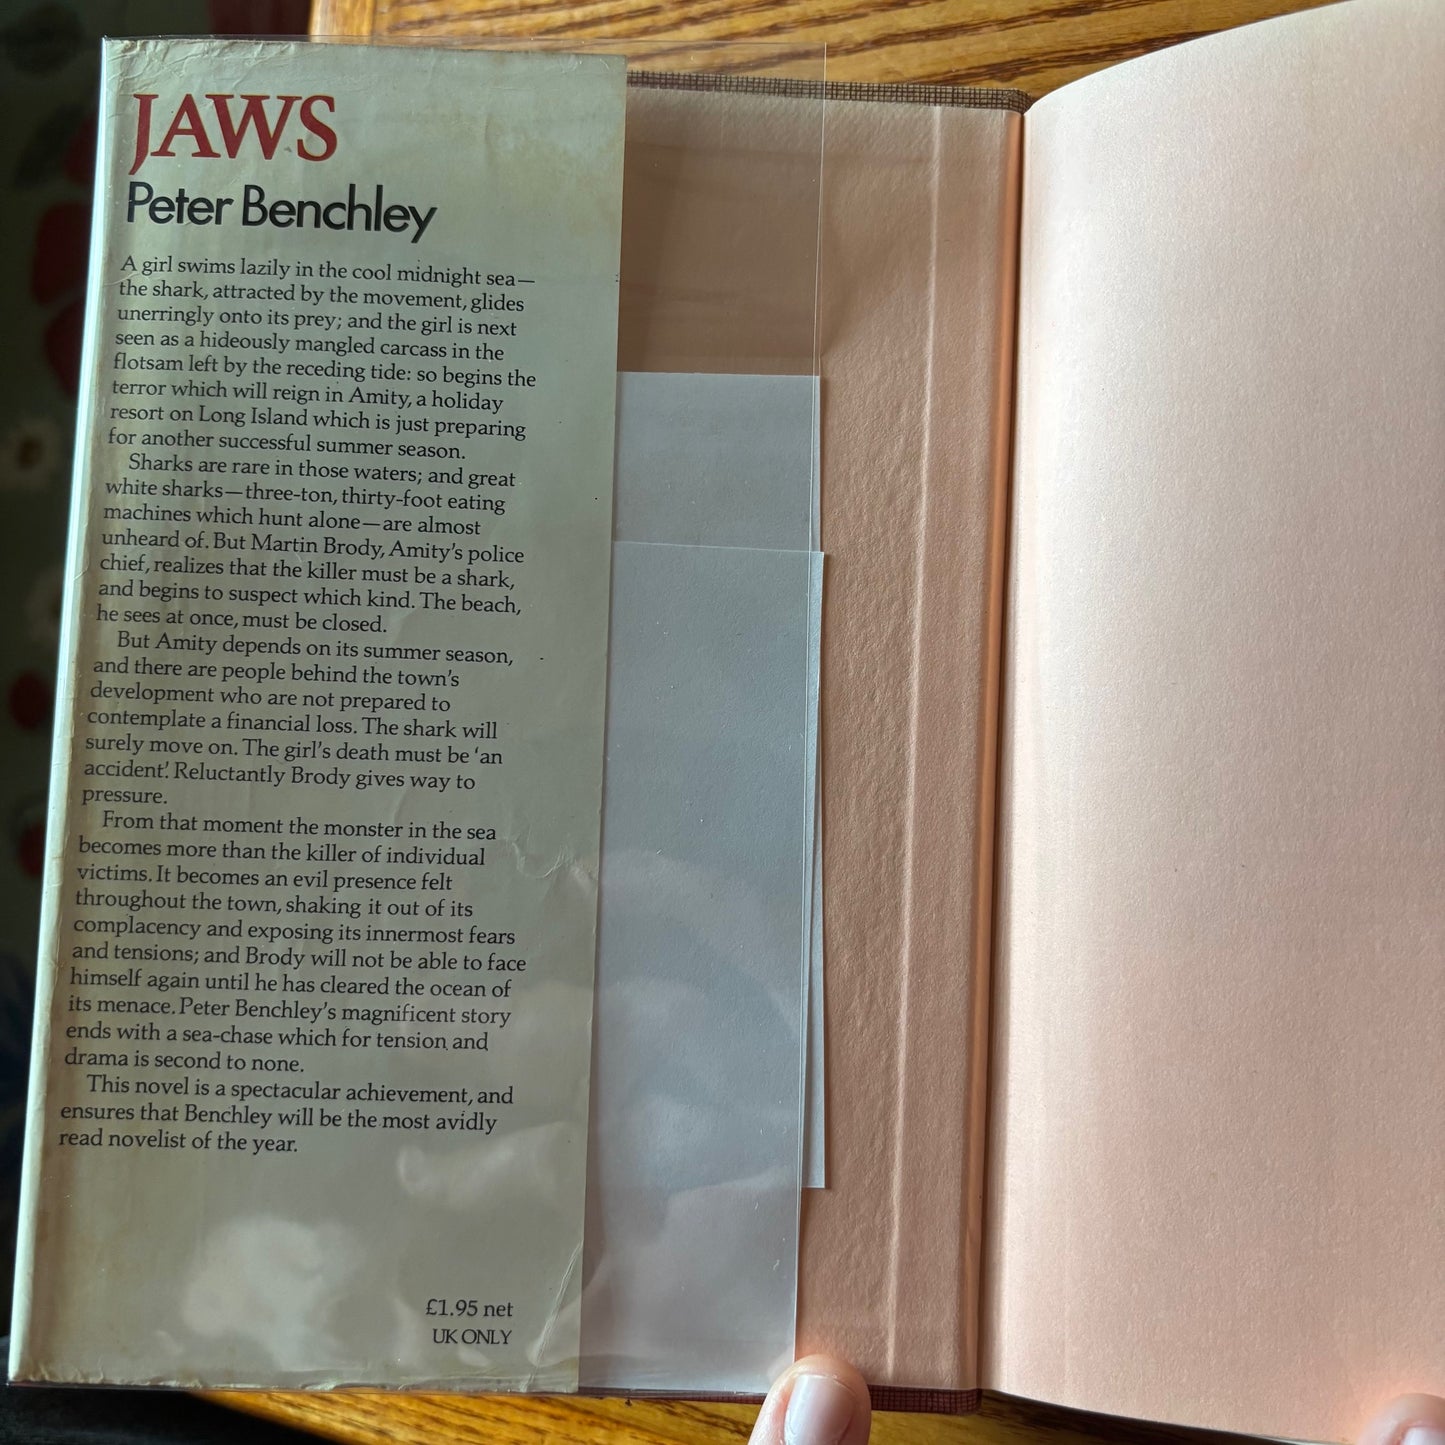 JAWS
Peter Benchley
A girl swims lazily in the cool midnight sea—
the shark, attracted by the movement, glides
unerringly onto its prey; and the girl is next
seen as a hideously mangled carcass in the
flotsam left by the receding tide: so begins the
terror which will reign in Amity, a holiday
resort on Long Island which is just preparing
for another successful summer season.
Sharks are rare in those waters; and great
white sharks—three-ton, thirty-foot eating
machines which hunt alone—are almost
unheard of. But Martin Brody, Amity's police
chief, realizes that the killer must be a shark,
and begins to suspect which kind. The beach,
he sees at once, must be closed.
But Amity depends on its summer season,
and there are people behind the town's
development who are not prepared to
contemplate a financial loss. The shark will
surely move on. The girl's death must be 'an
accident'. Reluctantly Brody gives way to
pressure.
From that moment the monster in the sea
becomes more than the killer of individual
victims. It becomes an evil presence felt
throughout the town, shaking it out of its
complacency and exposing its innermost fears
and tensions; and Brody will not be able to face
himself again until he has cleared the ocean of
its menace. Peter Benchley's magnificent story
ends with a sea-chase which for tension and
drama is second to none.
This novel is a spectacular achievement, and
ensures that Benchley will be the most avidly
read novelist of the year.
£1.95 net
UK ONLY